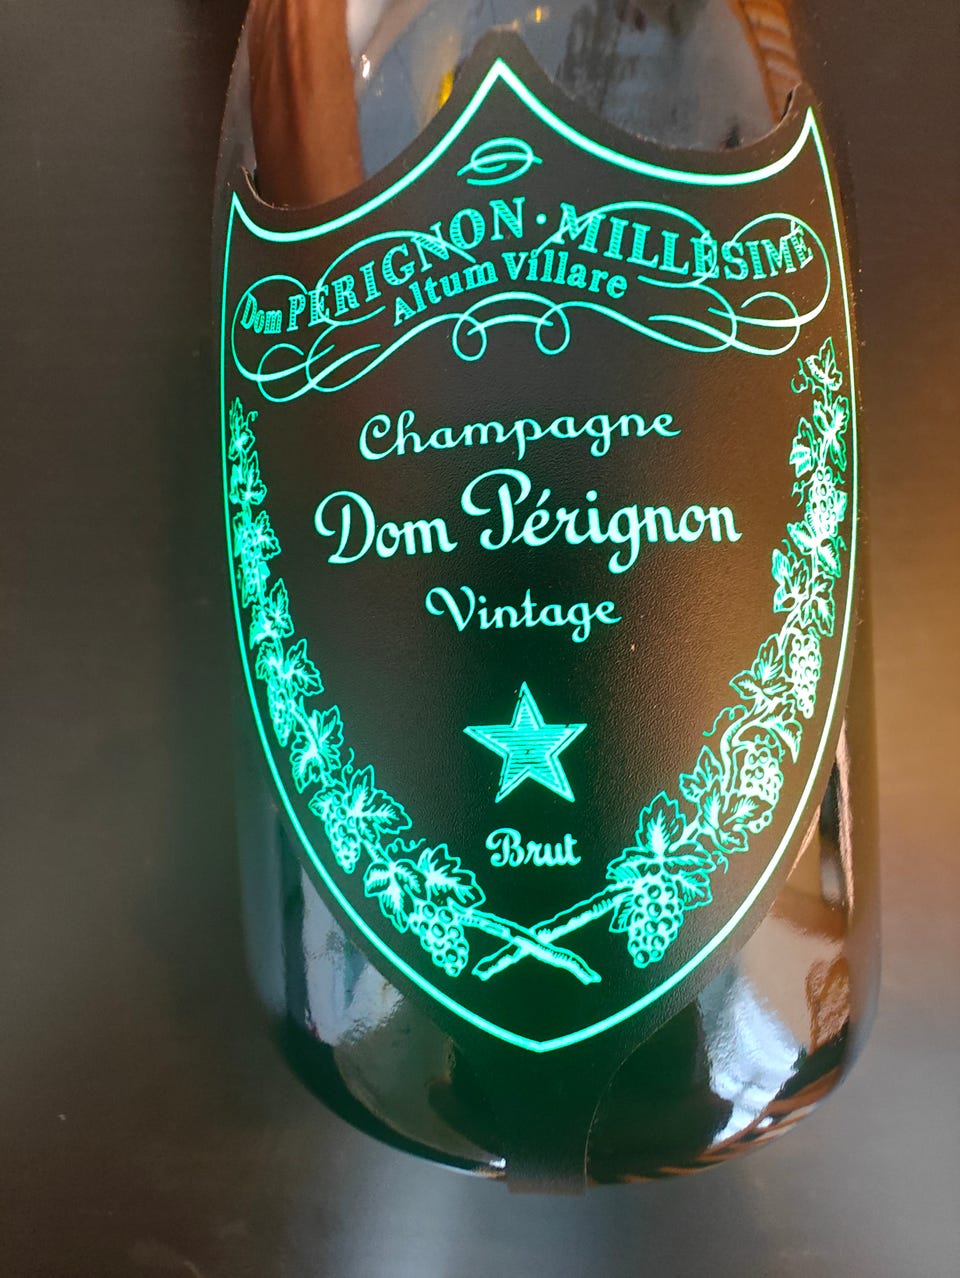 Dom PERIGNON · MILLÉSIMÉ
Altum Villare
Champagne
Dom Pérignon
Vintage
Brut